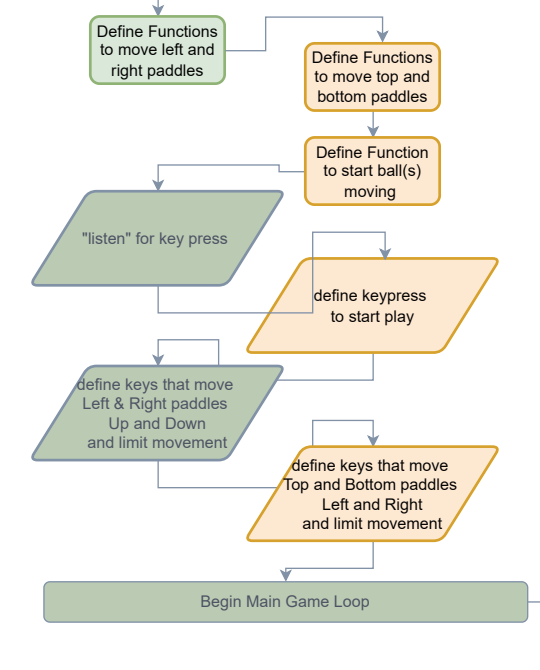 Define Functions
to move left and
right paddles
Define Functions
to move top and
bottom paddles
Define Function
to start ball(s)
moving
"listen" for key press
define keypress
to start play
define keys that move
Left & Right paddles
Up and Down
and limit movement
define keys that move
Top and Bottom paddles
Left and Right
and limit movement
Begin Main Game Loop